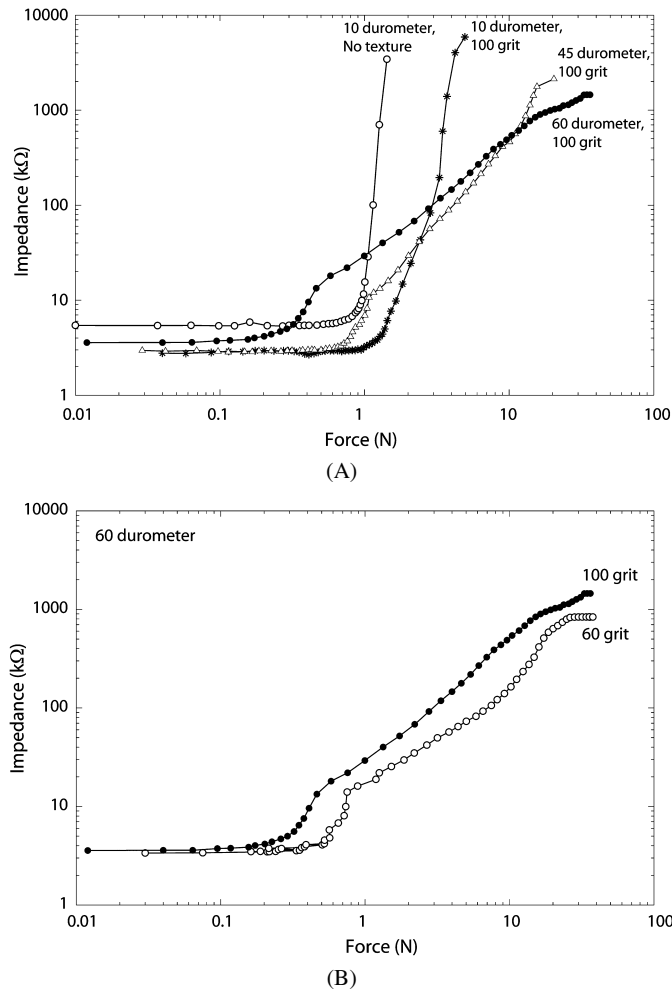 10000
1000
100
10
1
Impedance (kΩ)
10 durometer,
No texture
10 durometer,
100 grit
45 durometer,
100 grit
60 durometer,
100 grit
0.01
0.1
1
10
100
Force (N)
(A)
10000
1000
100
10
1
Impedance (kΩ)
60 durometer
100 grit
60 grit
0.01
0.1
1
10
100
Force (N)
(B)